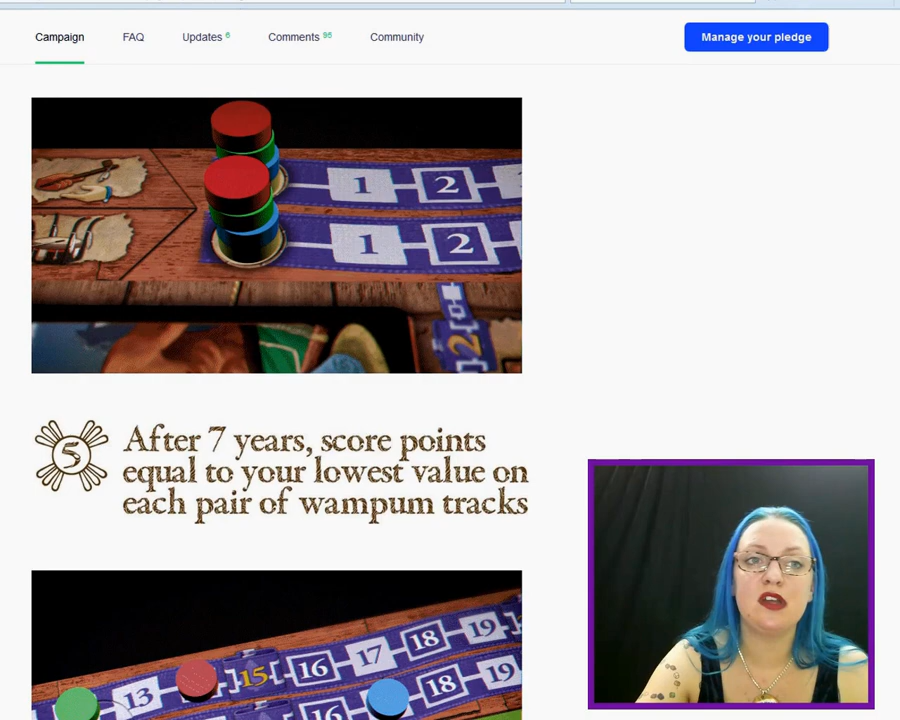 Campaign FAQ Updates 6 Comments 96 Community Manage your pledge
1 2
1 2
2
5
After 7 years, score points
equal to your lowest value on
each pair of wampum tracks
13 15 16 17 18 19
16 18 19